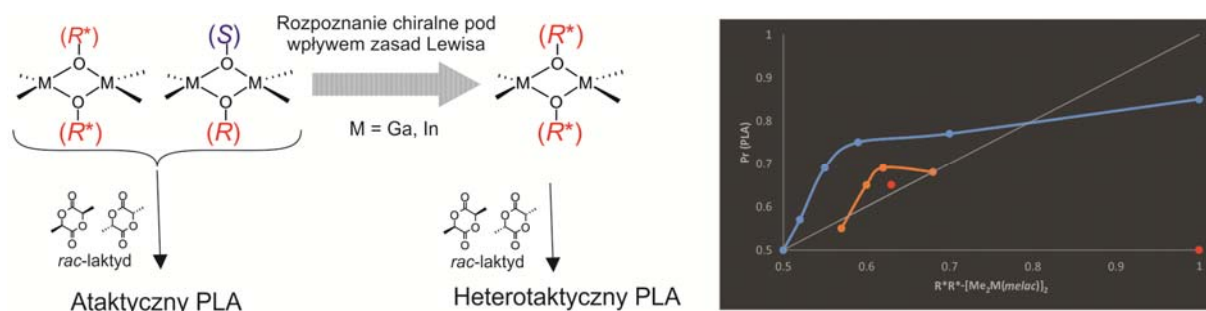 (R*)
(S)
Rozpoznanie chiralne pod
wpływem zasad Lewisa
(R*)
O
O
O
M
M
M
M
M
M
O
O
O
(R*)
(R)
M = Ga, In
(R*)
O
O
O
O
O
O
O
O
rac-laktyd
Ataktyczny PLA
O
O
O
O
O
O
O
O
rac-laktyd
Heterotaktyczny PLA
Pr (PLA)
1
0.9
0.8
0.7
0.6
0.5
0.5
0.6
0.7
0.8
0.9
1
R*R*-[Me2M(melac)]2